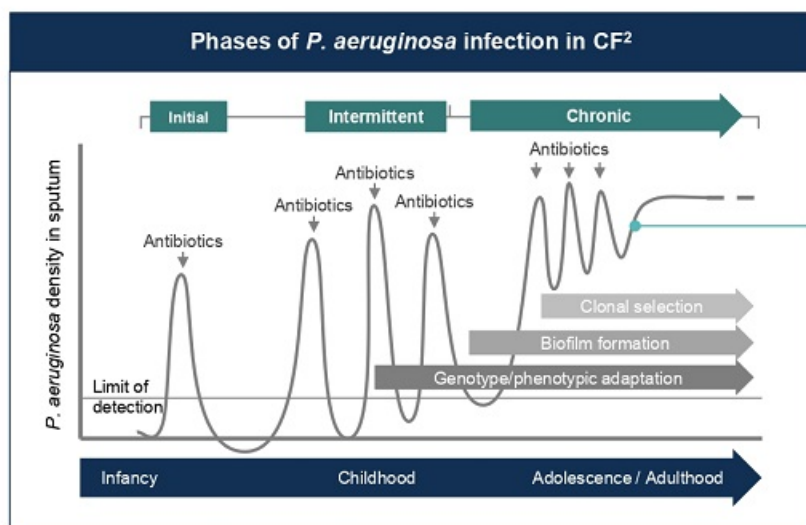 Phases of P. aeruginosa infection in CF²
Initial
Intermittent
Chronic
Antibiotics
Antibiotics
Antibiotics
Antibiotics
Antibiotics
P. aeruginosa density in sputum
Clonal selection
Biofilm formation
Genotype/phenotypic adaptation
Limit of
detection
Infancy
Childhood
Adolescence / Adulthood